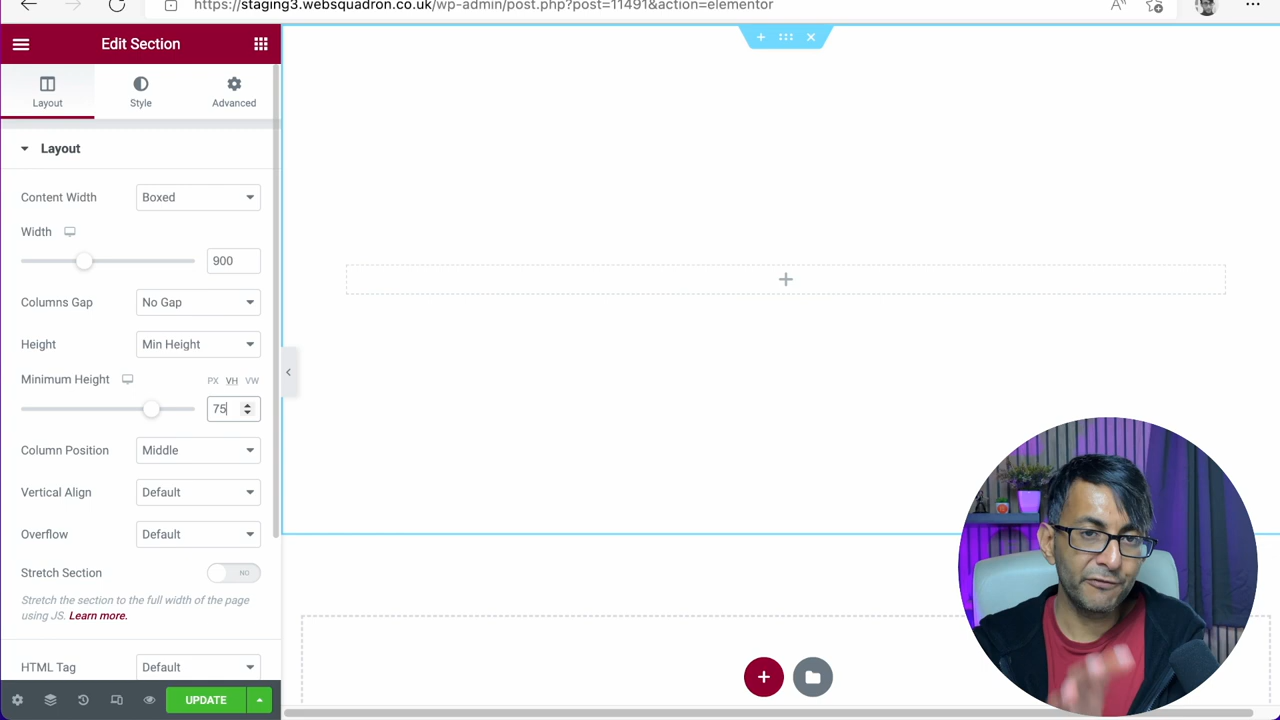 https://staging3.websquadron.co.uk/wp-admin/post.php?post=11491&action=elementor
Edit Section
Layout
Style
Advanced
Layout
Content Width
Boxed
Width
900
Columns Gap
No Gap
Height
Min Height
Minimum Height
PX VH VW
75
Column Position
Middle
Vertical Align
Default
Overflow
Default
Stretch Section
NO
Stretch the section to the full width of the page
using JS. Learn more.
HTML Tag
Default
UPDATE